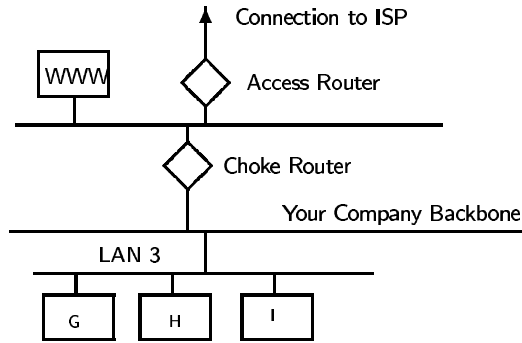 Connection to ISP
WWW
Access Router
Choke Router
Your Company Backbone
LAN 3
G
H
I